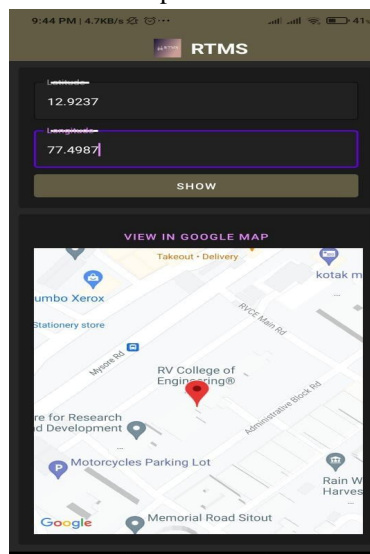 9:44 PM | 4.7KB/s
RTMS
Latitude
12.9237
Longitude
77.4987
SHOW
VIEW IN GOOGLE MAP
Takeout • Delivery
kotak m
umbo Xerox
Stationery store
RVCE Main Rd
Mysore Rd
RV College of
Engineering®
Administrative Block Rd
re for Research
d Development
P
Motorcycles Parking Lot
Rain W
Harves
Google
Memorial Road Sitout